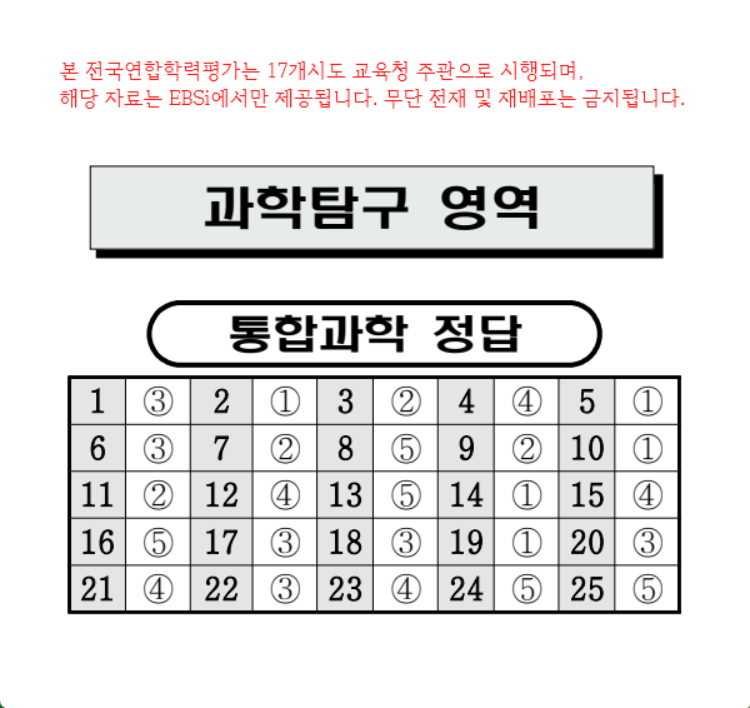 본 전국연합학력평가는 17개시도 교육청 주관으로 시행되며,
해당 자료는 EBSi에서만 제공됩니다. 무단 전재 및 재배포는 금지됩니다.
과학탐구 영역
통합과학 정답
1 ③ 2 ① 3 ② 4 ④ 5 ①
6 ③ 7 ② 8 ⑤ 9 ② 10 ①
11 ② 12 ④ 13 ⑤ 14 ① 15 ④
16 ⑤ 17 ③ 18 ③ 19 ① 20 ③
21 ④ 22 ③ 23 ④ 24 ⑤ 25 ⑤